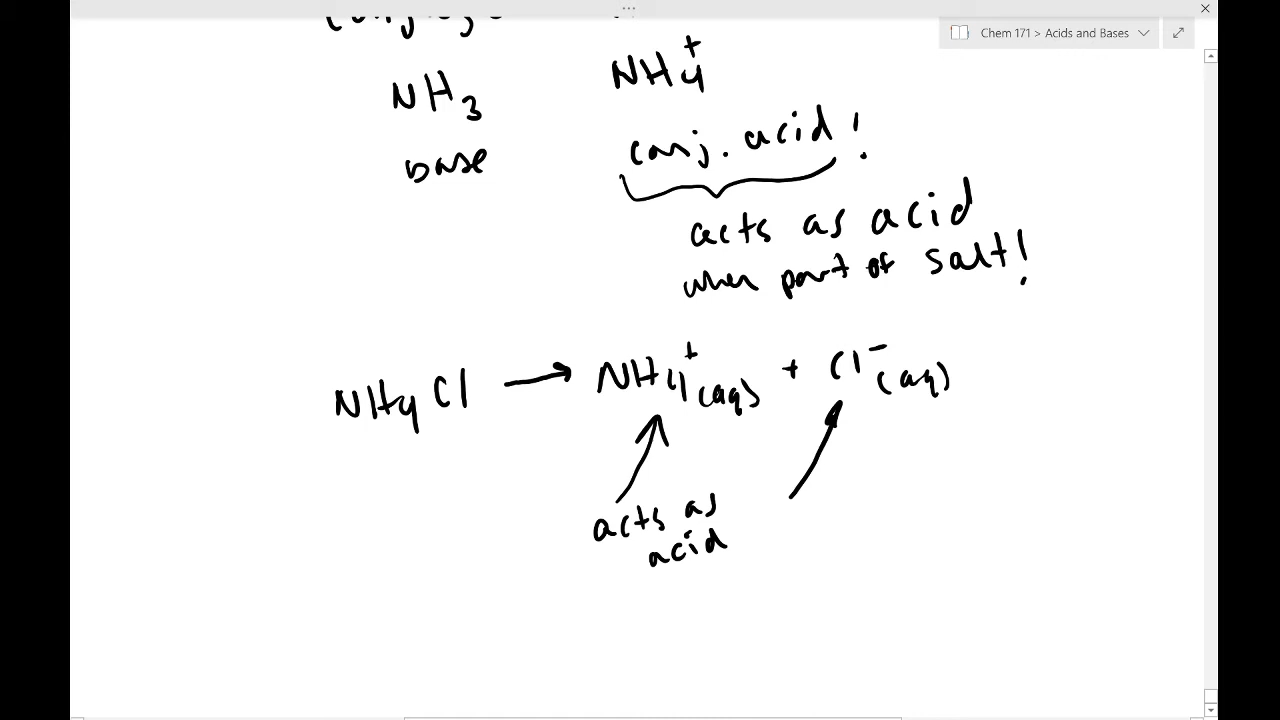 Chem 171 > Acids and Bases
NH3 NH4+
base conj. acid!
acts as acid
when part of salt!
NH4Cl → NH4+(aq) + Cl-(aq)
acts as
acid